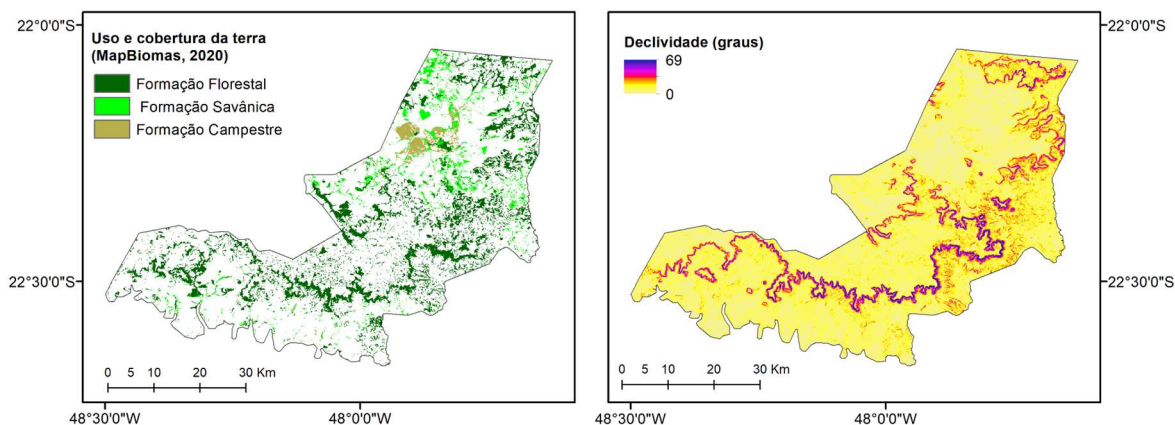 22°0'0"S
Uso e cobertura da terra
(MapBiomas, 2020)
Formação Florestal
Formação Savânica
Formação Campestre
22°30'0"S
0 5 10 20 30 Km
48°30'0"W
48°0'0"W
22°0'0"S
Declividade (graus)
69
0
22°30'0"S
0 5 10 20 30 Km
48°30'0"W
48°0'0"W